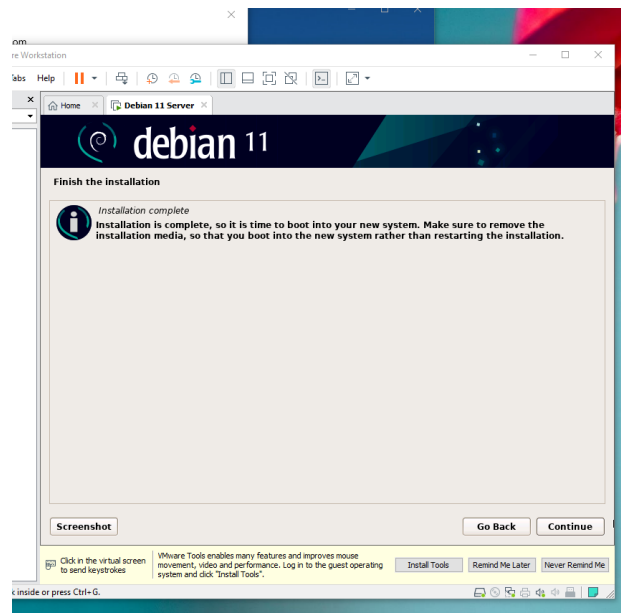 om
re Workstation
Tabs Help
Home
Debian 11 Server
debian 11
Finish the installation
Installation complete
Installation is complete, so it is time to boot into your new system. Make sure to remove the
installation media, so that you boot into the new system rather than restarting the installation.
Screenshot
Go Back
Continue
Click in the virtual screen
to send keystrokes
VMware Tools enables many features and improves mouse
movement, video and performance. Log in to the guest operating
system and click "Install Tools".
Install Tools
Remind Me Later
Never Remind Me
k inside or press Ctrl+G.